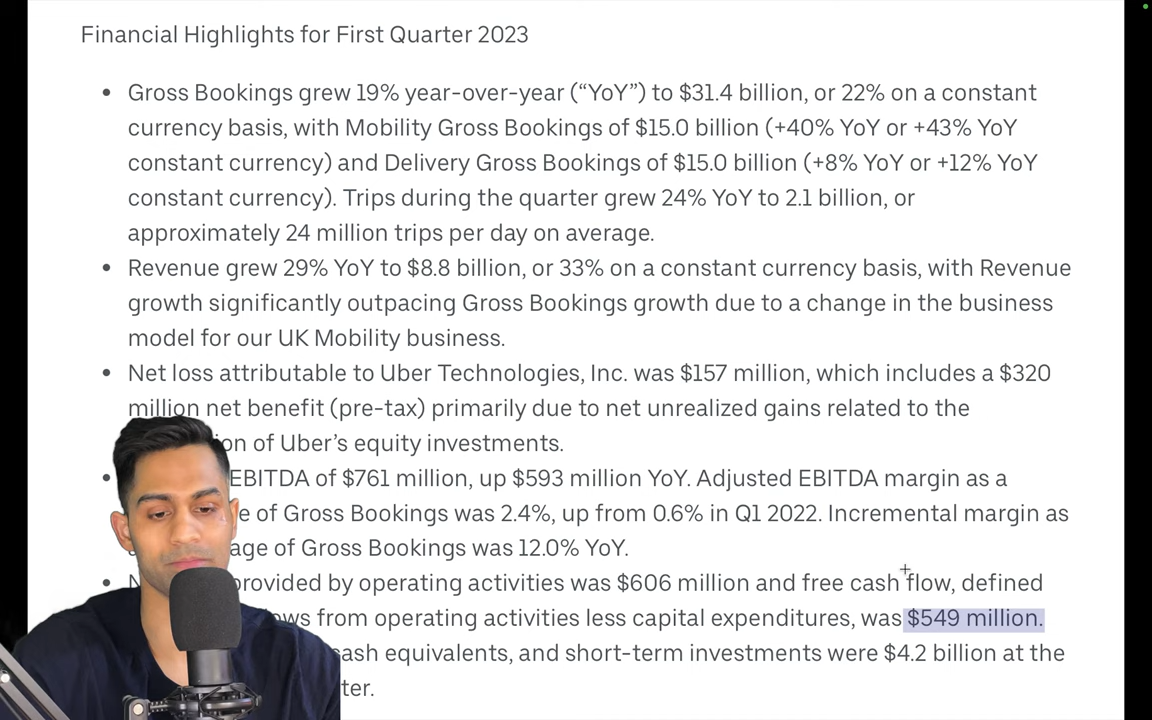 Financial Highlights for First Quarter 2023
• Gross Bookings grew 19% year-over-year (“YoY”) to $31.4 billion, or 22% on a constant
currency basis, with Mobility Gross Bookings of $15.0 billion (+40% YoY or +43% YoY
constant currency) and Delivery Gross Bookings of $15.0 billion (+8% YoY or +12% YoY
constant currency). Trips during the quarter grew 24% YoY to 2.1 billion, or
approximately 24 million trips per day on average.
• Revenue grew 29% YoY to $8.8 billion, or 33% on a constant currency basis, with Revenue
growth significantly outpacing Gross Bookings growth due to a change in the business
model for our UK Mobility business.
• Net loss attributable to Uber Technologies, Inc. was $157 million, which includes a $320
million net benefit (pre-tax) primarily due to net unrealized gains related to the
of Uber’s equity investments.
• EBITDA of $761 million, up $593 million YoY. Adjusted EBITDA margin as a
of Gross Bookings was 2.4%, up from 0.6% in Q1 2022. Incremental margin as
of Gross Bookings was 12.0% YoY.
• provided by operating activities was $606 million and free cash flow, defined
from operating activities less capital expenditures, was $549 million.
cash equivalents, and short-term investments were $4.2 billion at the